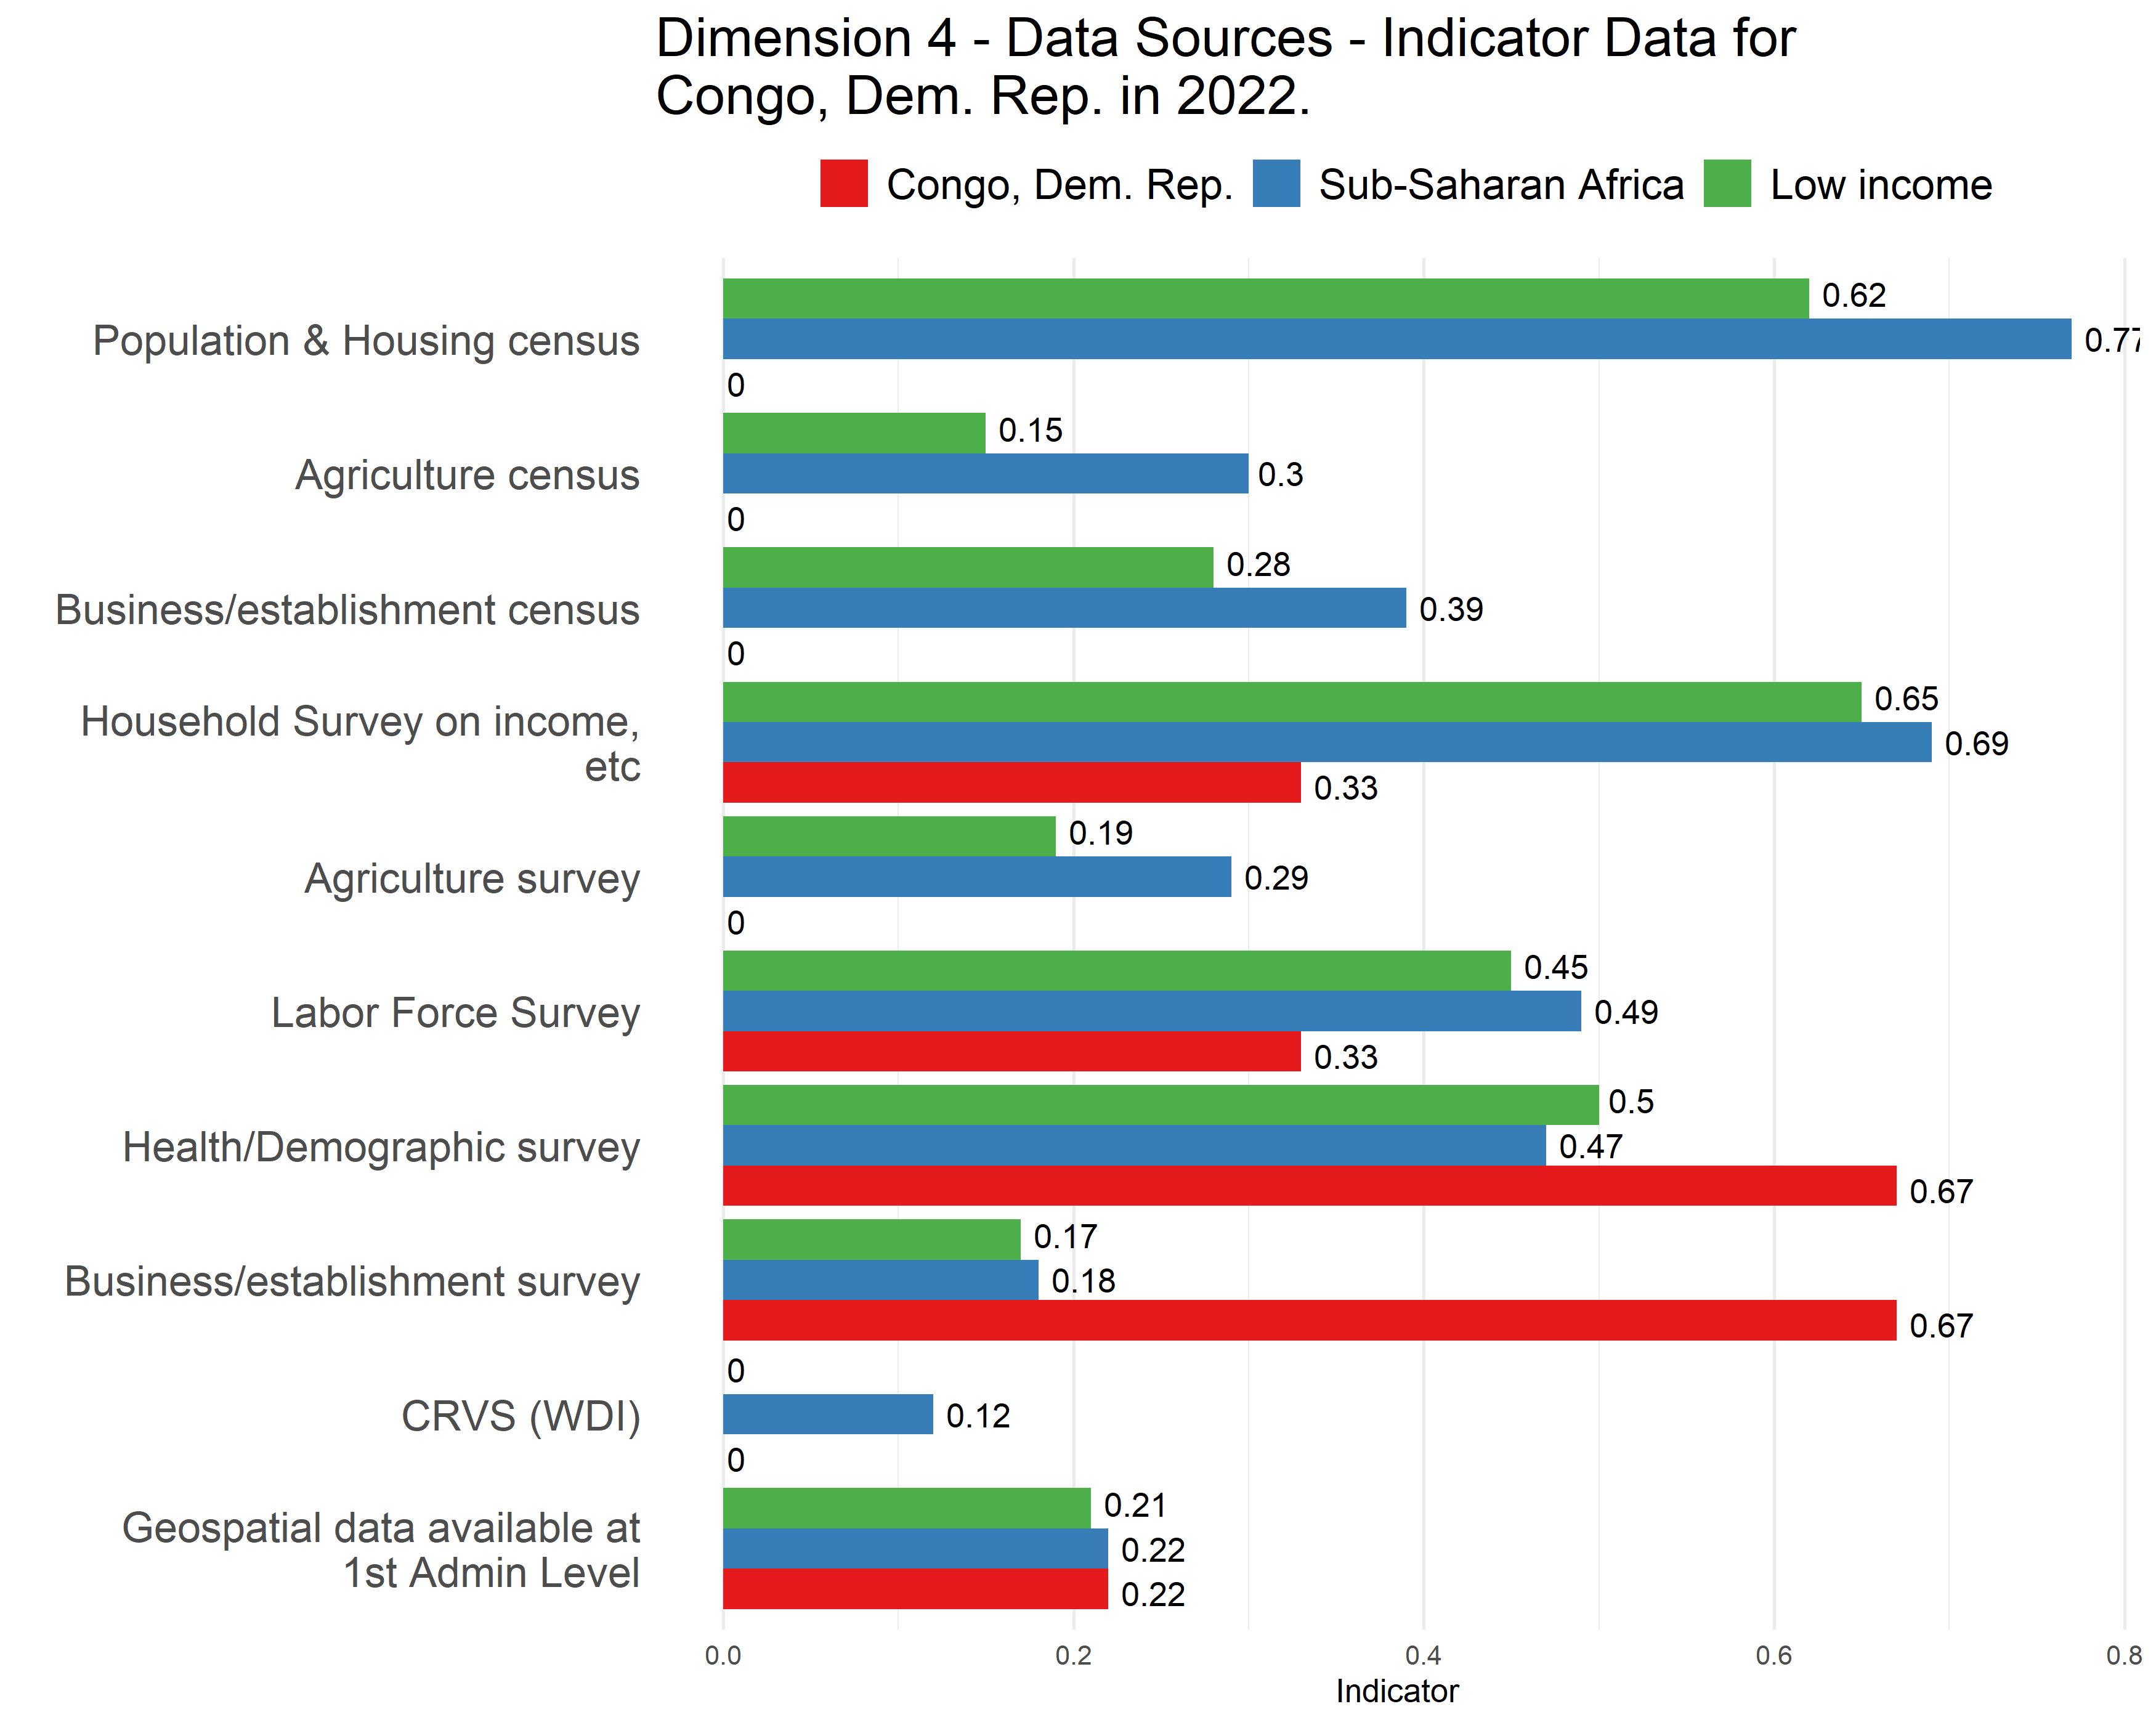 Dimension 4 - Data Sources - Indicator Data for
Congo, Dem. Rep. in 2022.
Congo, Dem. Rep. Sub-Saharan Africa Low income
Population & Housing census
0.62
0.77
0
Agriculture census
0.15
0.3
0
Business/establishment census
0.28
0.39
0
Household Survey on income,
etc
0.65
0.69
0.33
Agriculture survey
0.19
0.29
0
Labor Force Survey
0.45
0.49
0.33
Health/Demographic survey
0.5
0.47
0.67
Business/establishment survey
0.17
0.18
0.67
CRVS (WDI)
0
0.12
0
Geospatial data available at
1st Admin Level
0.21
0.22
0.22
0.0 0.2 0.4 0.6 0.8
Indicator